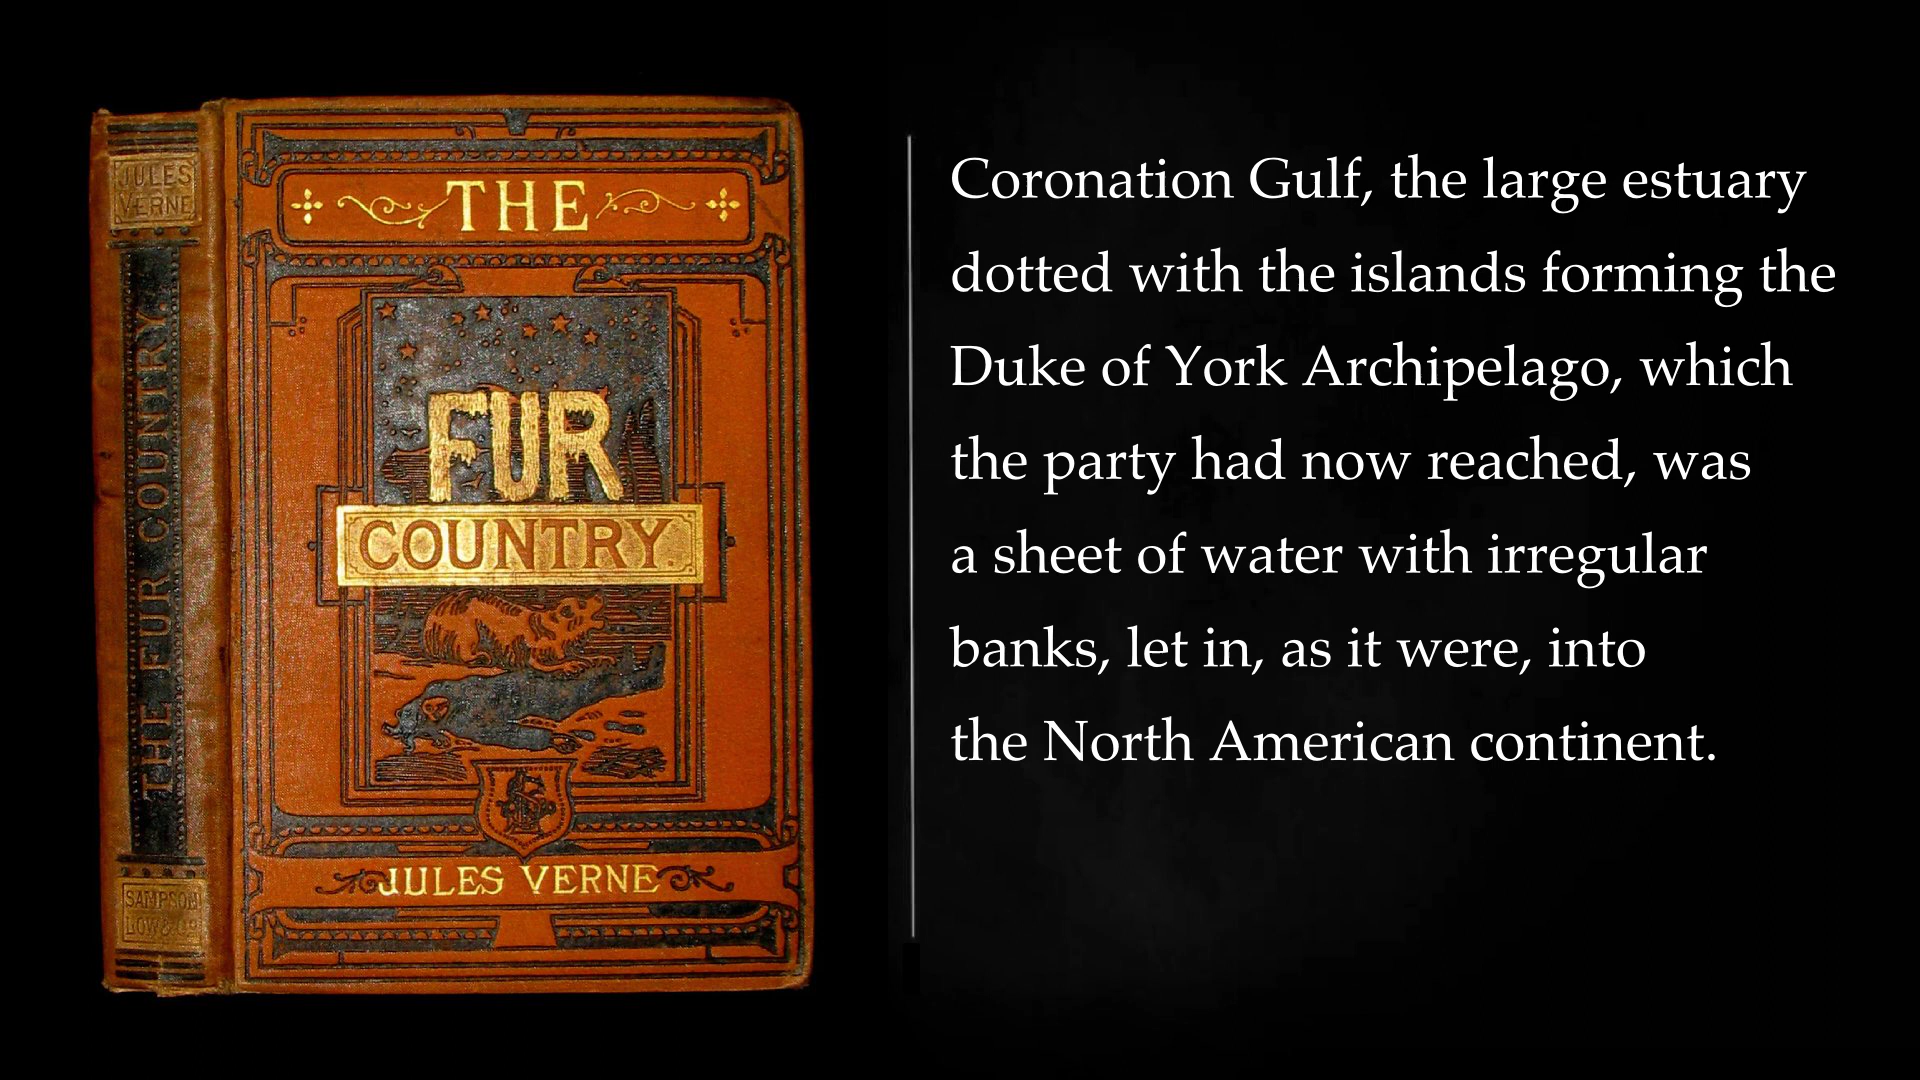 JULES
VERNE
THE FUR COUNTRY.
SAMPSON
LOW & Co
THE
FUR
COUNTRY.
JULES VERNE
Coronation Gulf, the large estuary
dotted with the islands forming the
Duke of York Archipelago, which
the party had now reached, was
a sheet of water with irregular
banks, let in, as it were, into
the North American continent.